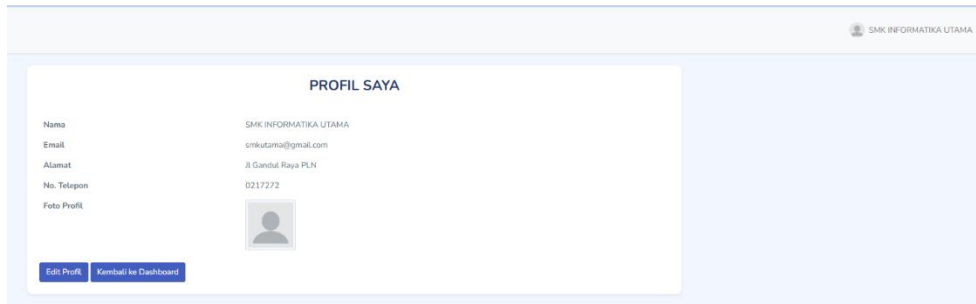 SMK INFORMATIKA UTAMA
PROFIL SAYA
Nama SMK INFORMATIKA UTAMA
Email smkutama@gmail.com
Alamat Jl Gandul Raya PLN
No. Telepon 0217272
Foto Profil
Edit Profil Kembali ke Dashboard